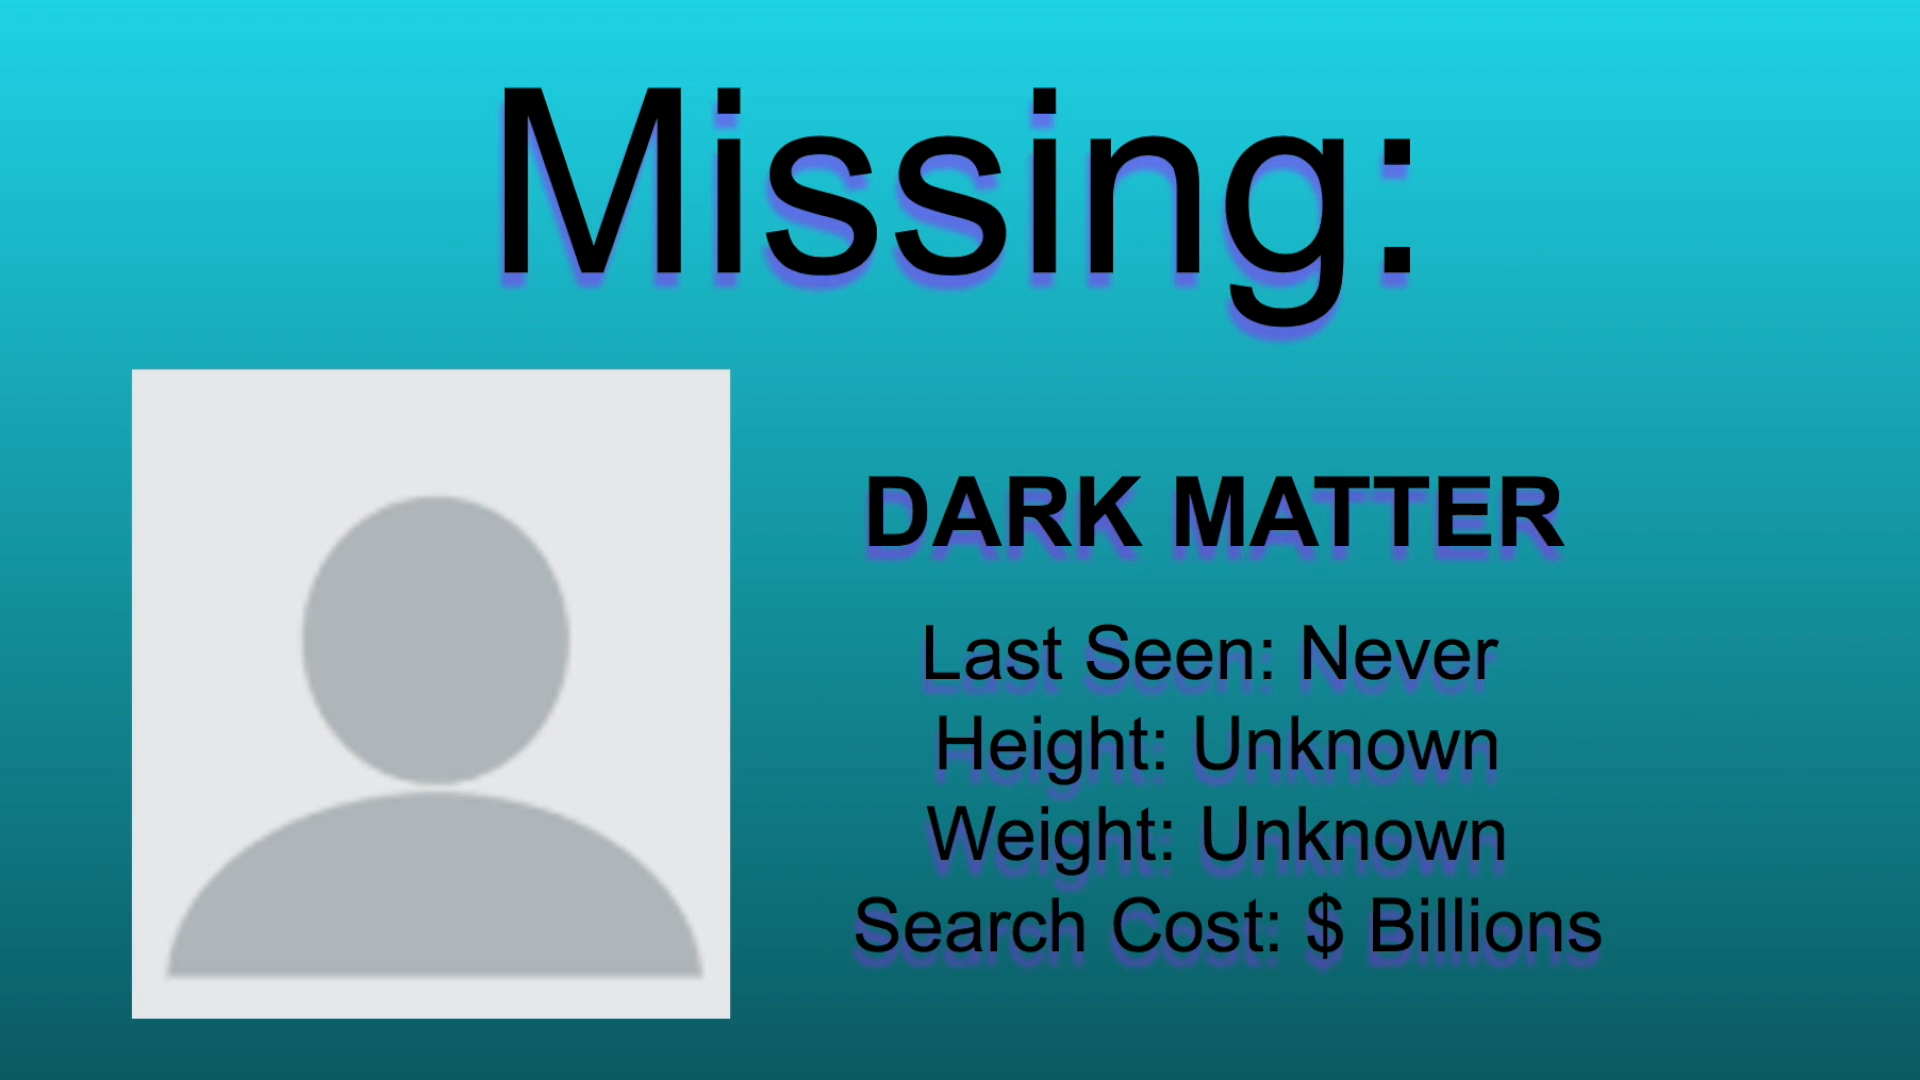 Missing:
DARK MATTER
Last Seen: Never
Height: Unknown
Weight: Unknown
Search Cost: $ Billions